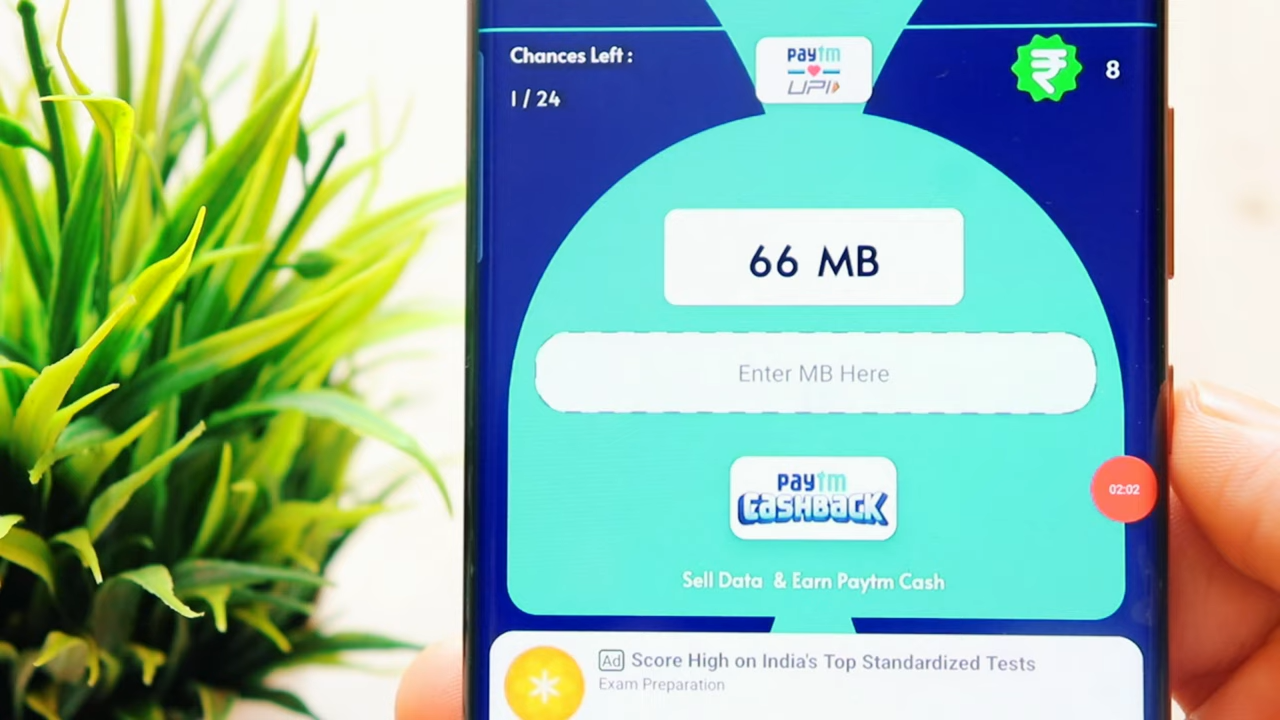 Chances Left :
1 / 24
paytm
UPI
₹ 8
66 MB
Enter MB Here
paytm
CASHBACK
02:02
Sell Data & Earn Paytm Cash
Ad Score High on India's Top Standardized Tests
Exam Preparation